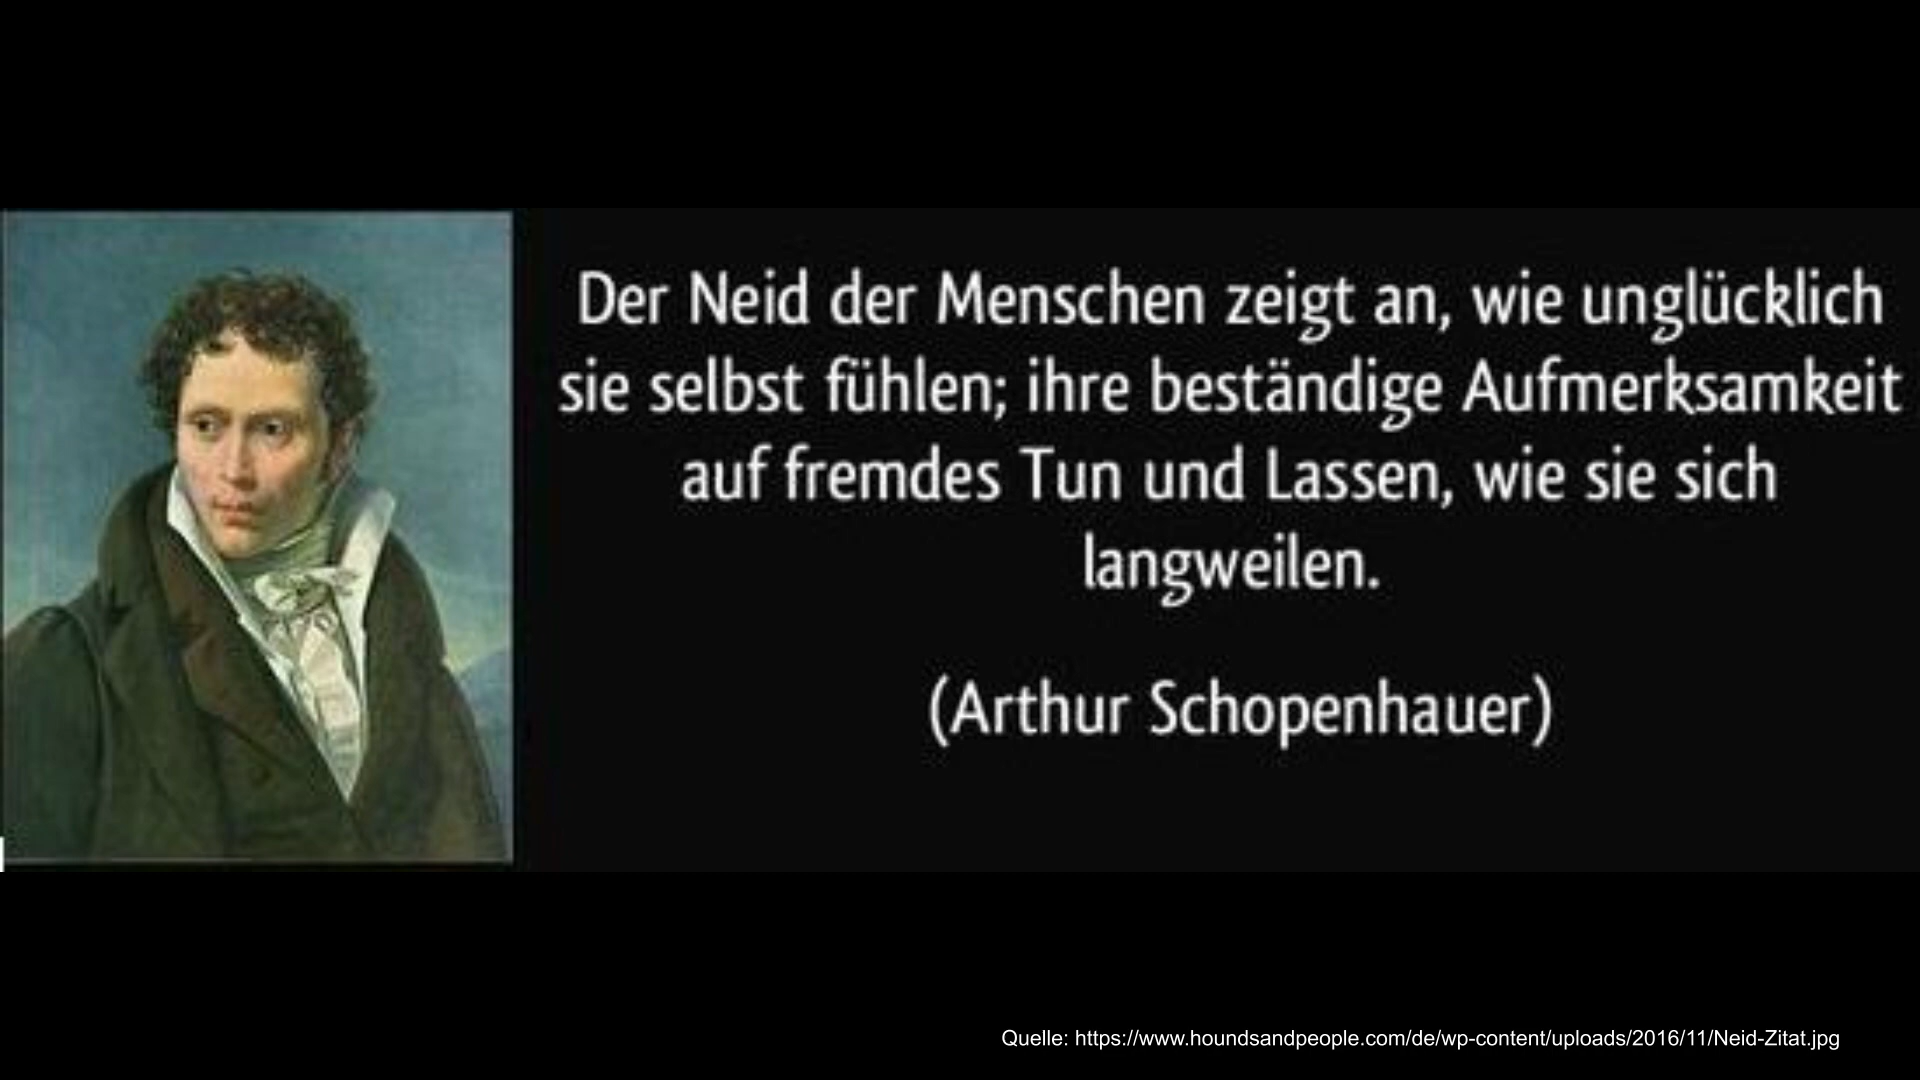 Der Neid der Menschen zeigt an, wie unglücklich
sie selbst fühlen; ihre beständige Aufmerksamkeit
auf fremdes Tun und Lassen, wie sie sich
langweilen.
(Arthur Schopenhauer)
Quelle: https://www.houndsandpeople.com/de/wp-content/uploads/2016/11/Neid-Zitat.jpg